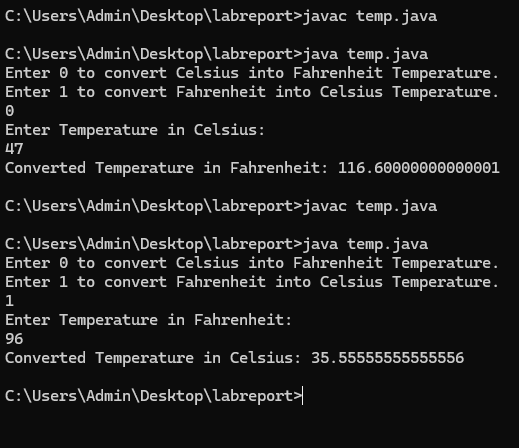 C:\Users\Admin\Desktop\labreport>javac temp.java
C:\Users\Admin\Desktop\labreport>java temp.java
Enter 0 to convert Celsius into Fahrenheit Temperature.
Enter 1 to convert Fahrenheit into Celsius Temperature.
0
Enter Temperature in Celsius:
47
Converted Temperature in Fahrenheit: 116.60000000000001
C:\Users\Admin\Desktop\labreport>javac temp.java
C:\Users\Admin\Desktop\labreport>java temp.java
Enter 0 to convert Celsius into Fahrenheit Temperature.
Enter 1 to convert Fahrenheit into Celsius Temperature.
1
Enter Temperature in Fahrenheit:
96
Converted Temperature in Celsius: 35.55555555555556
C:\Users\Admin\Desktop\labreport>